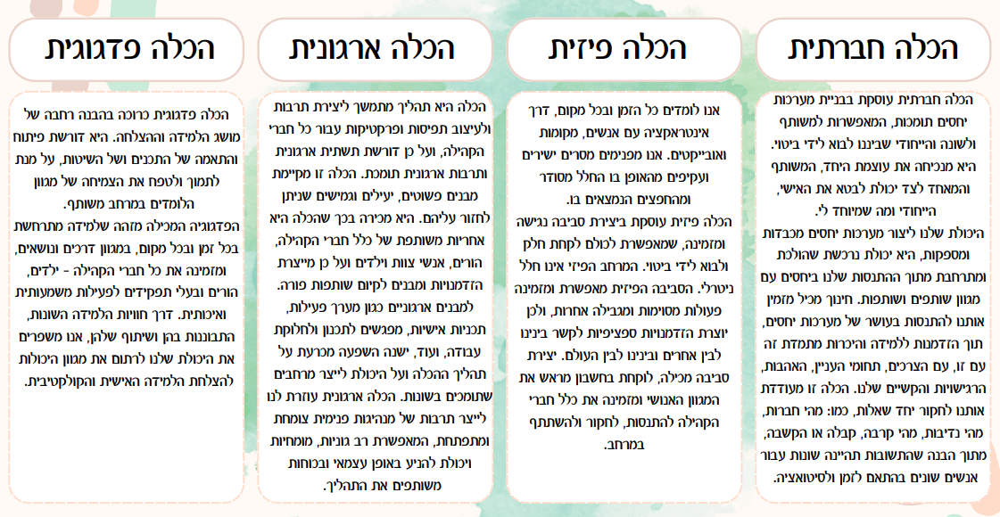 הכלה חברתית
הכלה חברתית עוסקת בבניית מערכות
יחסים תומכות, המאפשרות למשותף
ולשונה והייחודי שביננו לבוא לידי ביטוי.
היא מנכיחה את עוצמת היחד, המשותף
והמאחד לצד יכולת לבטא את האישי,
הייחודי ומה שמיוחד לי.
היכולת שלנו ליצור מערכות יחסים מכבדות
ומספקות, היא יכולת נרכשת שהולכת
ומתרחבת מתוך ההתנסות שלנו ביחסים עם
מגוון שותפים ושותפות. חינוך מכיל מזמין
אותנו להתנסות בעושר של מערכות יחסים,
תוך הזדמנות ללמידה והיכרות מתמדת זה
עם זו, עם הצרכים, תחומי העניין, האהבות,
הרגישויות והקשיים שלנו. הכלה זו מעודדת
אותנו לחקור יחד שאלות, כמו: מהי חברות,
מהי נדיבות, מהי קרבה, קבלה או הקשבה,
מתוך הבנה שהתשובות תהיינה שונות עבור
אנשים שונים בהתאם לזמן ולסיטואציה.
הכלה פיזית
אנו לומדים כל הזמן ובכל מקום, דרך
אינטראקציה עם אנשים, מקומות
ואובייקטים. אנו מפנימים מסרים ישירים
ועקיפים מהאופן בו החלל מסודר
ומהחפצים הנמצאים בו.
הכלה פיזית עוסקת ביצירת סביבה נגישה
ומזמינה, שמאפשרת לכולם לקחת חלק
ולבוא לידי ביטוי. המרחב הפיזי אינו חלל
ניטרלי. הסביבה הפיזית מאפשרת ומזמינה
פעולות מסוימות ומגבילה אחרות, ולכן
יוצרת הזדמנויות ספציפיות לקשר בינינו
לבין אחרים ובינינו לבין העולם. יצירת
סביבה מכילה, לוקחת בחשבון מראש את
המגוון האנושי ומזמינה את כלל חברי
הקהילה להתנסות, לחקור ולהשתתף
במרחב.
הכלה ארגונית
הכלה היא תהליך מתמשך ליצירת תרבות
ולעיצוב תפיסות ופרקטיקות עבור כל חברי
הקהילה, ועל כן דורשת תשתית ארגונית
ותרבות ארגונית תומכת. הכלה זו מקיימת
מבנים פשוטים, יעילים וגמישים שניתן
לחזור עליהם. היא מכירה בכך שהכלה היא
אחריות משותפת של כלל חברי הקהילה,
הורים, אנשי צוות וילדים ועל כן מייצרת
הזדמנויות ומבנים לקיום שותפות פורה.
למבנים ארגוניים כגון מערך פעילות,
תכניות אישיות, מפגשים לתכנון ולחלוקת
עבודה, ועוד, ישנה השפעה מכרעת על
תהליך ההכלה ועל היכולת לייצר מרחבים
שתומכים בשונות. הכלה ארגונית עוזרת לנו
לייצר תרבות של מנהיגות פנימית צומחת
ומתפתחת, המאפשרת רב גוניות, מומחיות
ויכולת להניע באופן עצמאי ובכוחות
משותפים את התהליך.
הכלה פדגוגית
הכלה פדגוגית כרוכה בהבנה רחבה של
מושג הלמידה וההצלחה. היא דורשת פיתוח
והתאמה של התכנים ושל השיטות, על מנת
לתמוך ולטפח את הצמיחה של מגוון
הלומדים במרחב משותף.
הפדגוגיה המכילה מזהה שלמידה מתרחשת
בכל זמן ובכל מקום, במגוון דרכים ונושאים,
ומזמינה את כל חברי הקהילה - ילדים,
הורים ובעלי תפקידים לפעילות משמעותית
ואיכותית. דרך חוויות הלמידה השונות,
התבוננות בהן ושיתוף שלהן, אנו משפרים
את היכולת שלנו לרתום את מגוון היכולות
להצלחת הלמידה האישית והקולקטיבית.